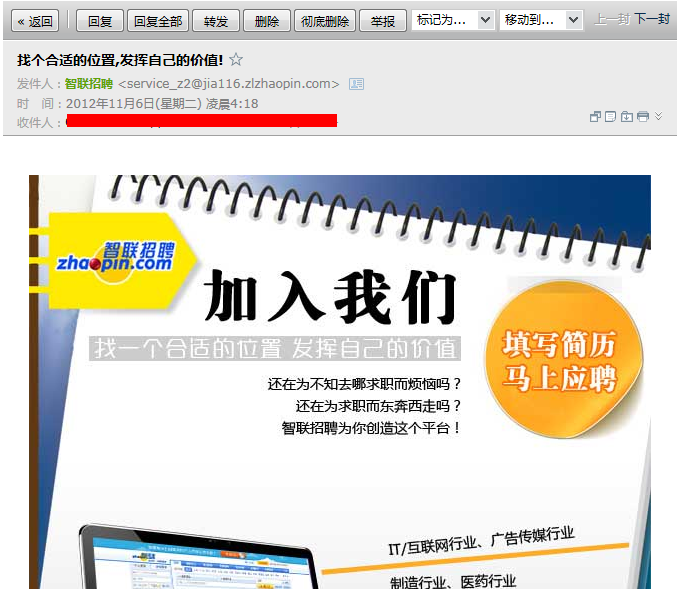 « 返回 回复 回复全部 转发 删除 彻底删除 举报 标记为... 移动到... 上一封 下一封
找个合适的位置,发挥自己的价值! ☆
发件人：智联招聘 <service_z2@jia116.zlzhaopin.com>
时　间：2012年11月6日(星期二) 凌晨4:18
收件人：
智联招聘
zhaopin.com
加入我们
找一个合适的位置 发挥自己的价值
填写简历
马上应聘
还在为不知去哪求职而烦恼吗？
还在为求职而东奔西走吗？
智联招聘为你创造这个平台！
IT/互联网行业、广告传媒行业
制造行业、医药行业